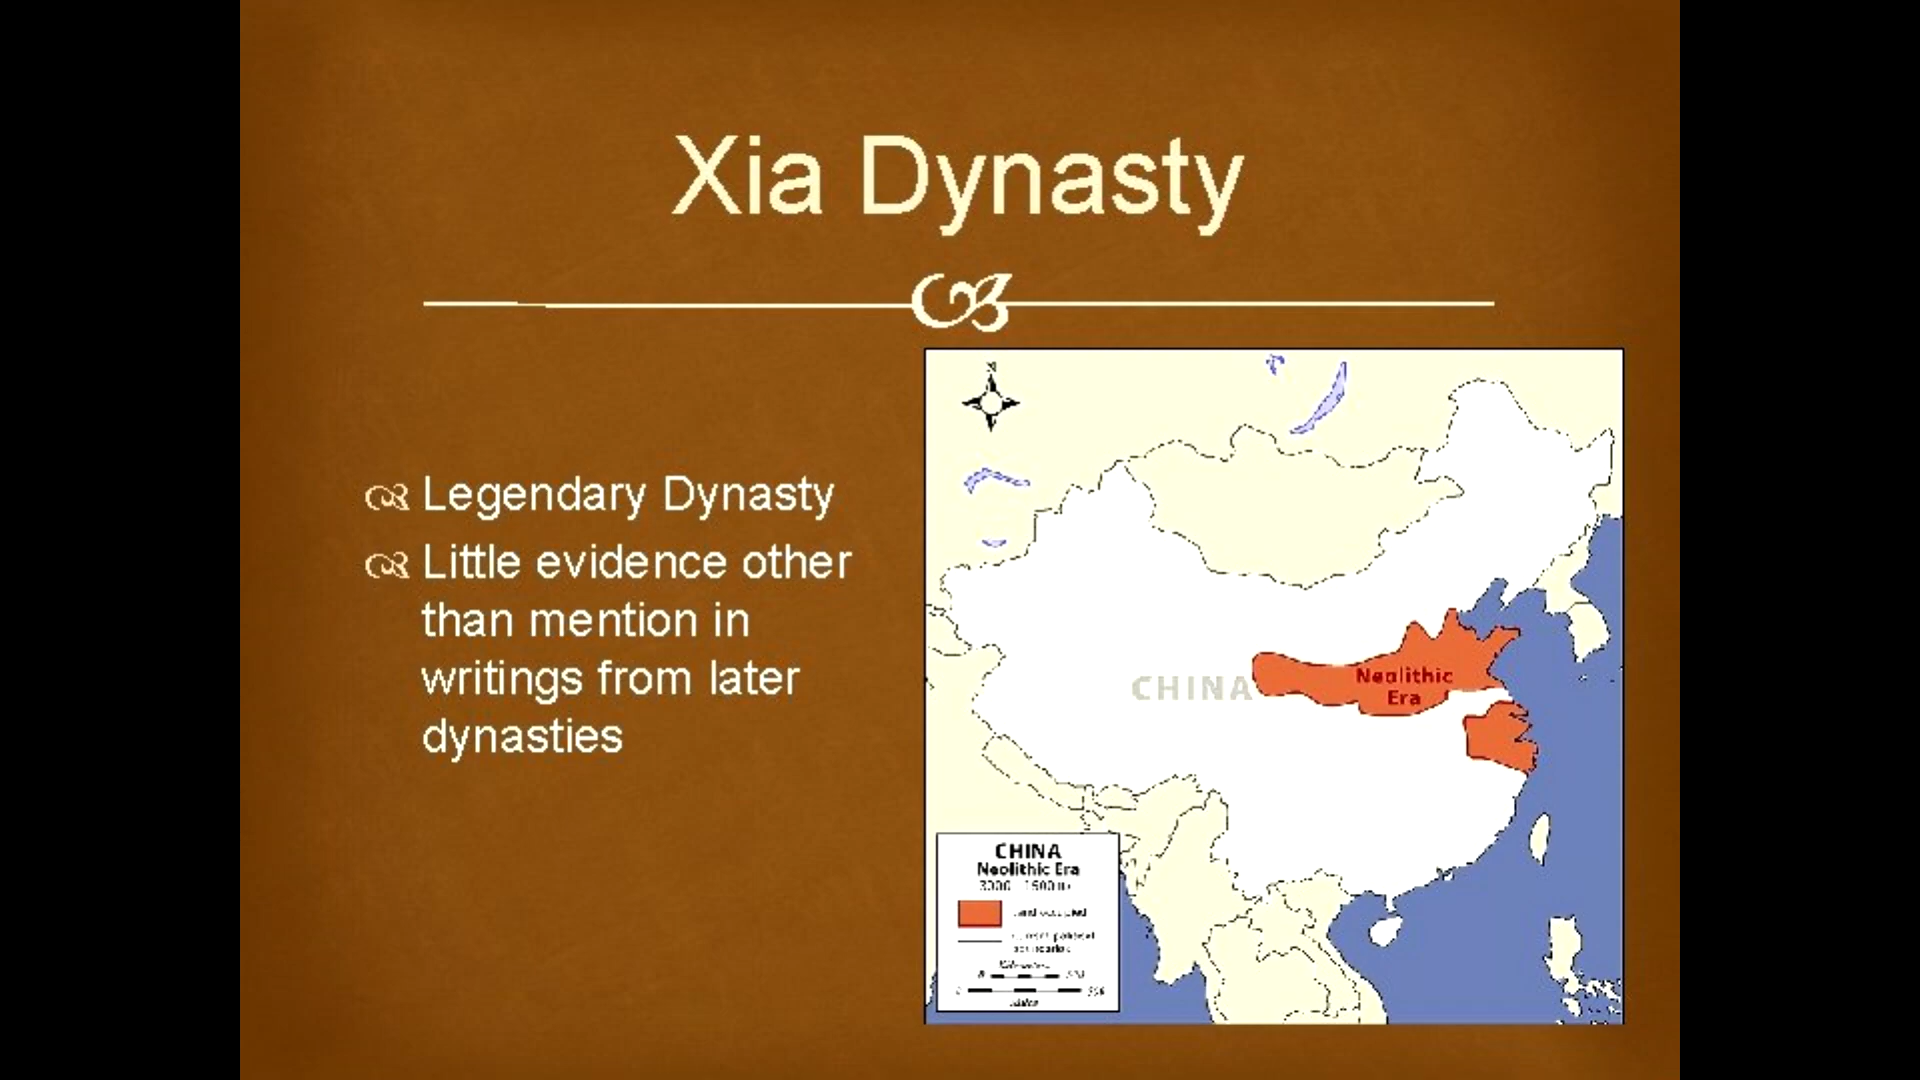 Xia Dynasty
Legendary Dynasty
Little evidence other
than mention in
writings from later
dynasties
N
CHINA
Neolithic
Era
CHINA
Neolithic Era